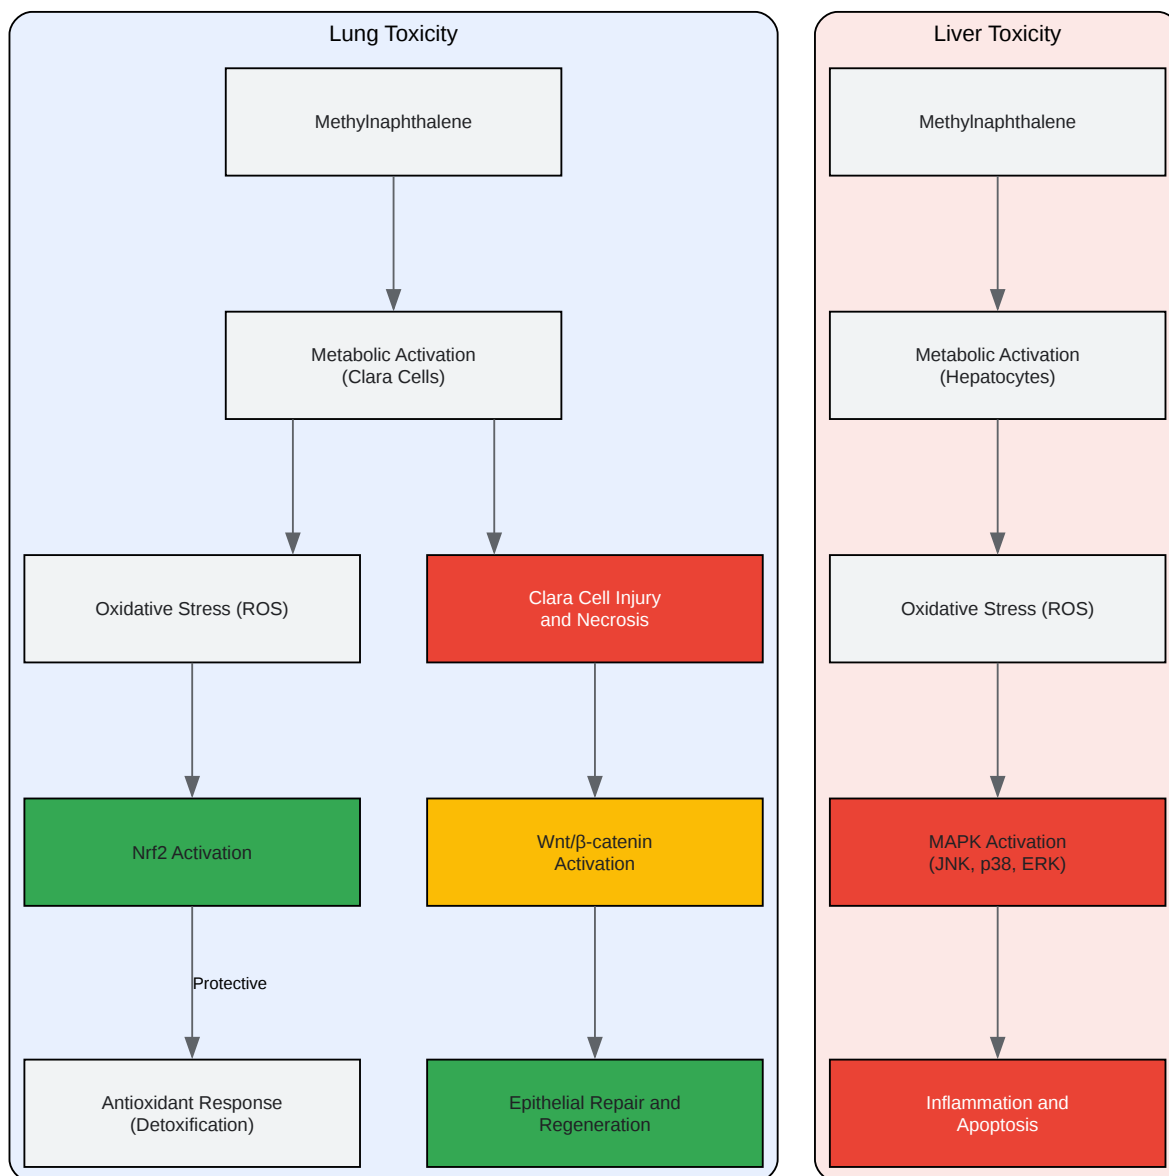 Lung Toxicity
Methylnaphthalene
Metabolic Activation
(Clara Cells)
Oxidative Stress (ROS)
Clara Cell Injury
and Necrosis
Nrf2 Activation
Wnt/β-catenin
Activation
Protective
Antioxidant Response
(Detoxification)
Epithelial Repair and
Regeneration
Liver Toxicity
Methylnaphthalene
Metabolic Activation
(Hepatocytes)
Oxidative Stress (ROS)
MAPK Activation
(JNK, p38, ERK)
Inflammation and
Apoptosis